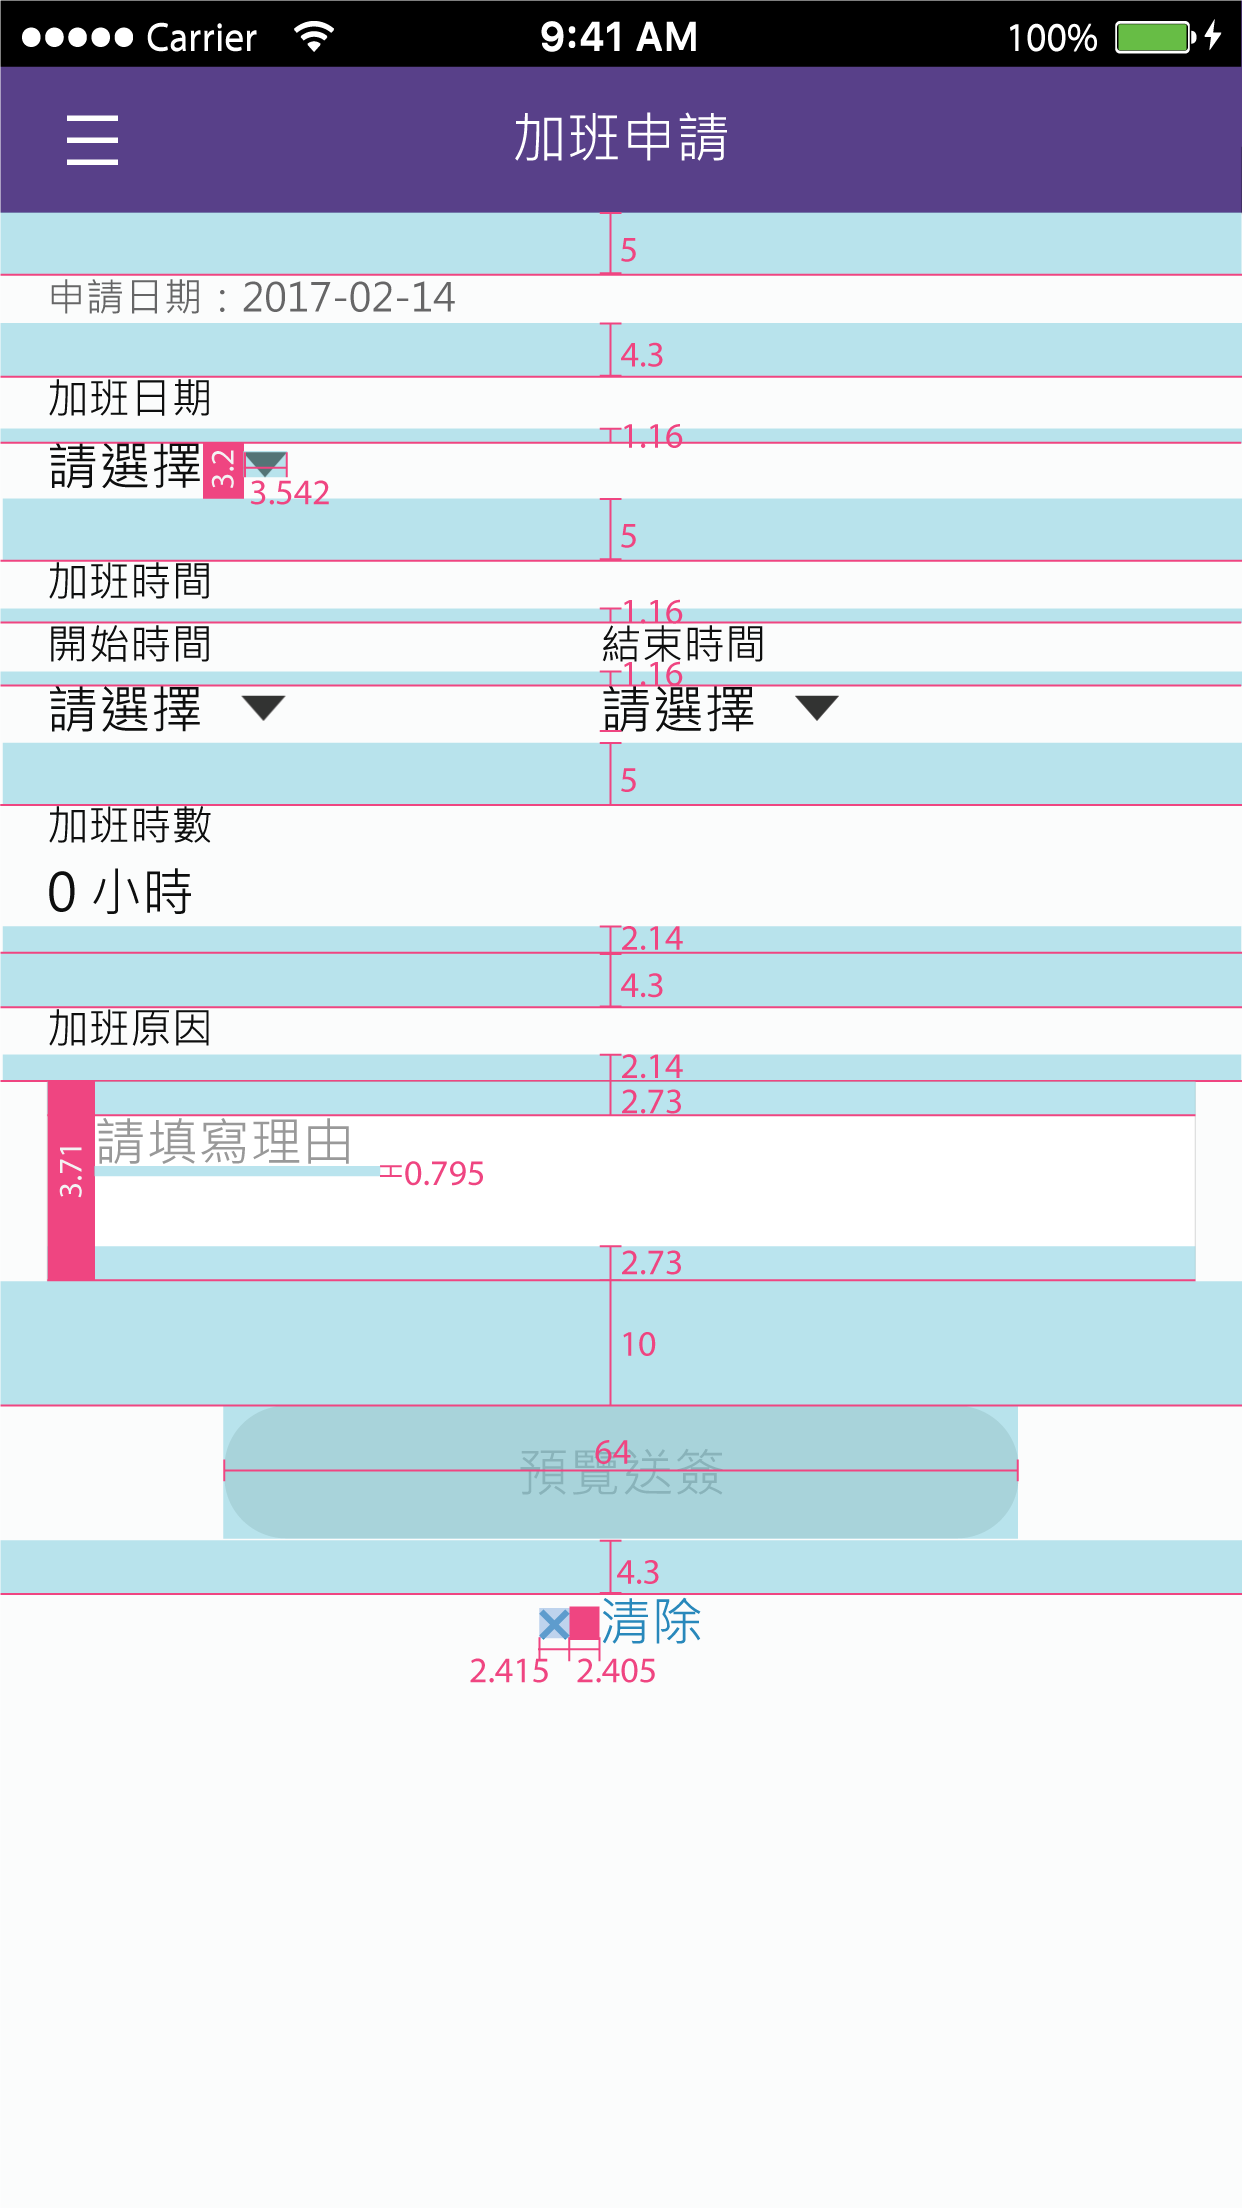 Carrier 9:41 AM 100%
加班申請
5
申請日期：2017-02-14
4.3
加班日期
1.16
請選擇 3.2
3.542
5
加班時間
1.16
開始時間 結束時間
1.16
請選擇 請選擇
5
加班時數
0 小時
2.14
4.3
加班原因
2.14
2.73
請填寫理由
3.71
0.795
2.73
10
64
預覽送簽
4.3
清除
2.415 2.405